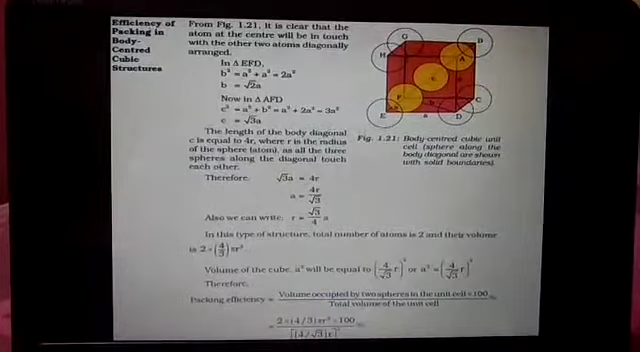 Efficiency of
Packing in
Body-
Centred
Cubic
Structures
From Fig. 1.21, it is clear that the
atom at the centre will be in touch
with the other two atoms diagonally
arranged.
In Δ EFD,
b² = a² + a² = 2a²
b = √2a
Now in Δ AFD
c² = a² + b² = a² + 2a² = 3a²
c = √3a
The length of the body diagonal
c is equal to 4r, where r is the radius
of the sphere (atom), as all the three
spheres along the diagonal touch
each other.
Therefore, √3a = 4r
a = 4r/√3
Also we can write, r = √3/4 a
G
B
H
A
F
E
D
C
a
Fig. 1.21: Body-centred cubic unit
cell (sphere along the
body diagonal are shown
with solid boundaries).
In this type of structure, total number of atoms is 2 and their volume
is 2 × (4/3) πr³
Volume of the cube, a³ will be equal to (4/√3 r)³ or a³ = (4/√3 r)³
Therefore,
Packing efficiency = Volume occupied by two spheres in the unit cell × 100 / Total volume of the unit cell %
= 2 × (4/3) πr³ × 100 / [(4/√3) r]³ %